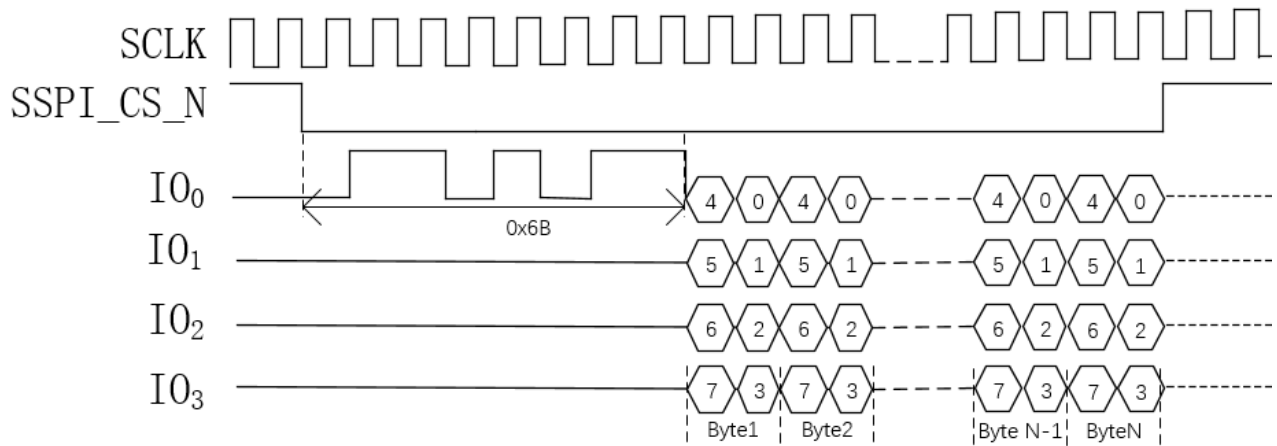 SCLK
SSPI_CS_N
IO₀ 4 0 4 0 4 0 4 0
0x6B
IO₁ 5 1 5 1 5 1 5 1
IO₂ 6 2 6 2 6 2 6 2
IO₃ 7 3 7 3 7 3 7 3
Byte1 Byte2 Byte N-1 ByteN